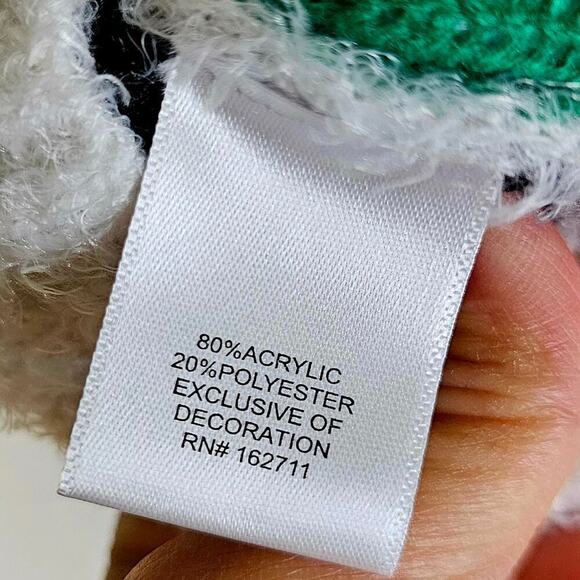 80%ACRYLIC
20%POLYESTER
EXCLUSIVE OF
DECORATION
RN# 162711